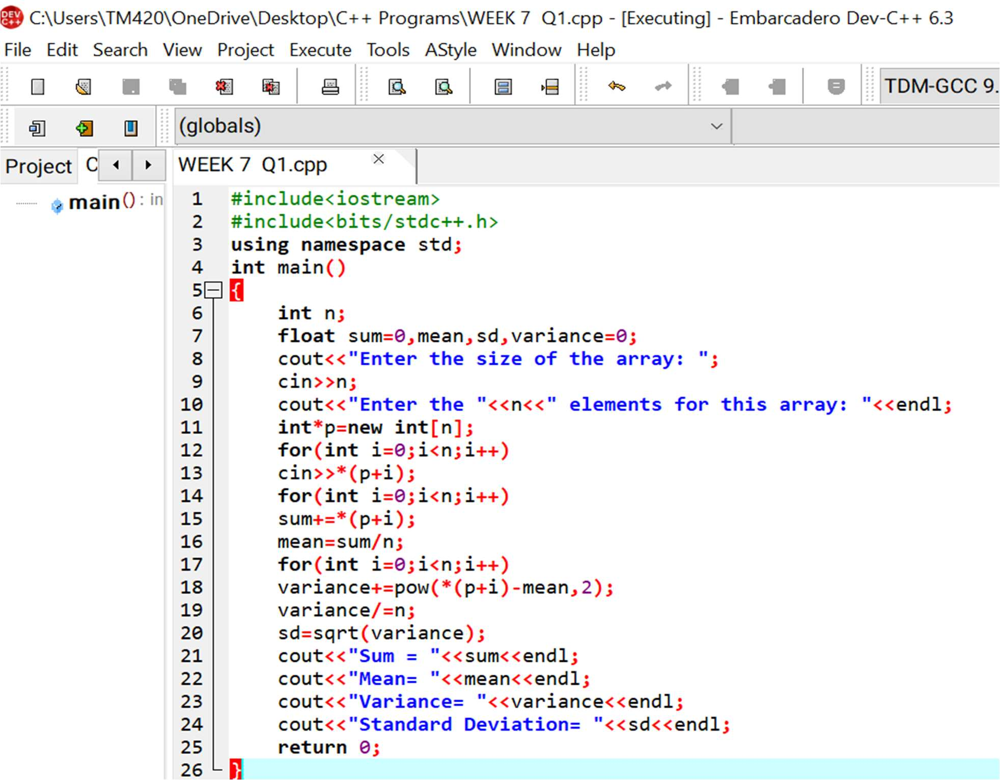 DEV C++ C:\Users\TM420\OneDrive\Desktop\C++ Programs\WEEK 7  Q1.cpp - [Executing] - Embarcadero Dev-C++ 6.3
File Edit Search View Project Execute Tools AStyle Window Help
TDM-GCC 9.
(globals)
Project C WEEK 7  Q1.cpp
main() : in
1 #include<iostream>
2 #include<bits/stdc++.h>
3 using namespace std;
4 int main()
5 {
6     int n;
7     float sum=0,mean,sd,variance=0;
8     cout<<"Enter the size of the array: ";
9     cin>>n;
10     cout<<"Enter the "<<n<<" elements for this array: "<<endl;
11     int*p=new int[n];
12     for(int i=0;i<n;i++)
13     cin>>*(p+i);
14     for(int i=0;i<n;i++)
15     sum+=*(p+i);
16     mean=sum/n;
17     for(int i=0;i<n;i++)
18     variance+=pow(*(p+i)-mean,2);
19     variance/=n;
20     sd=sqrt(variance);
21     cout<<"Sum = "<<sum<<endl;
22     cout<<"Mean= "<<mean<<endl;
23     cout<<"Variance= "<<variance<<endl;
24     cout<<"Standard Deviation= "<<sd<<endl;
25     return 0;
26 }